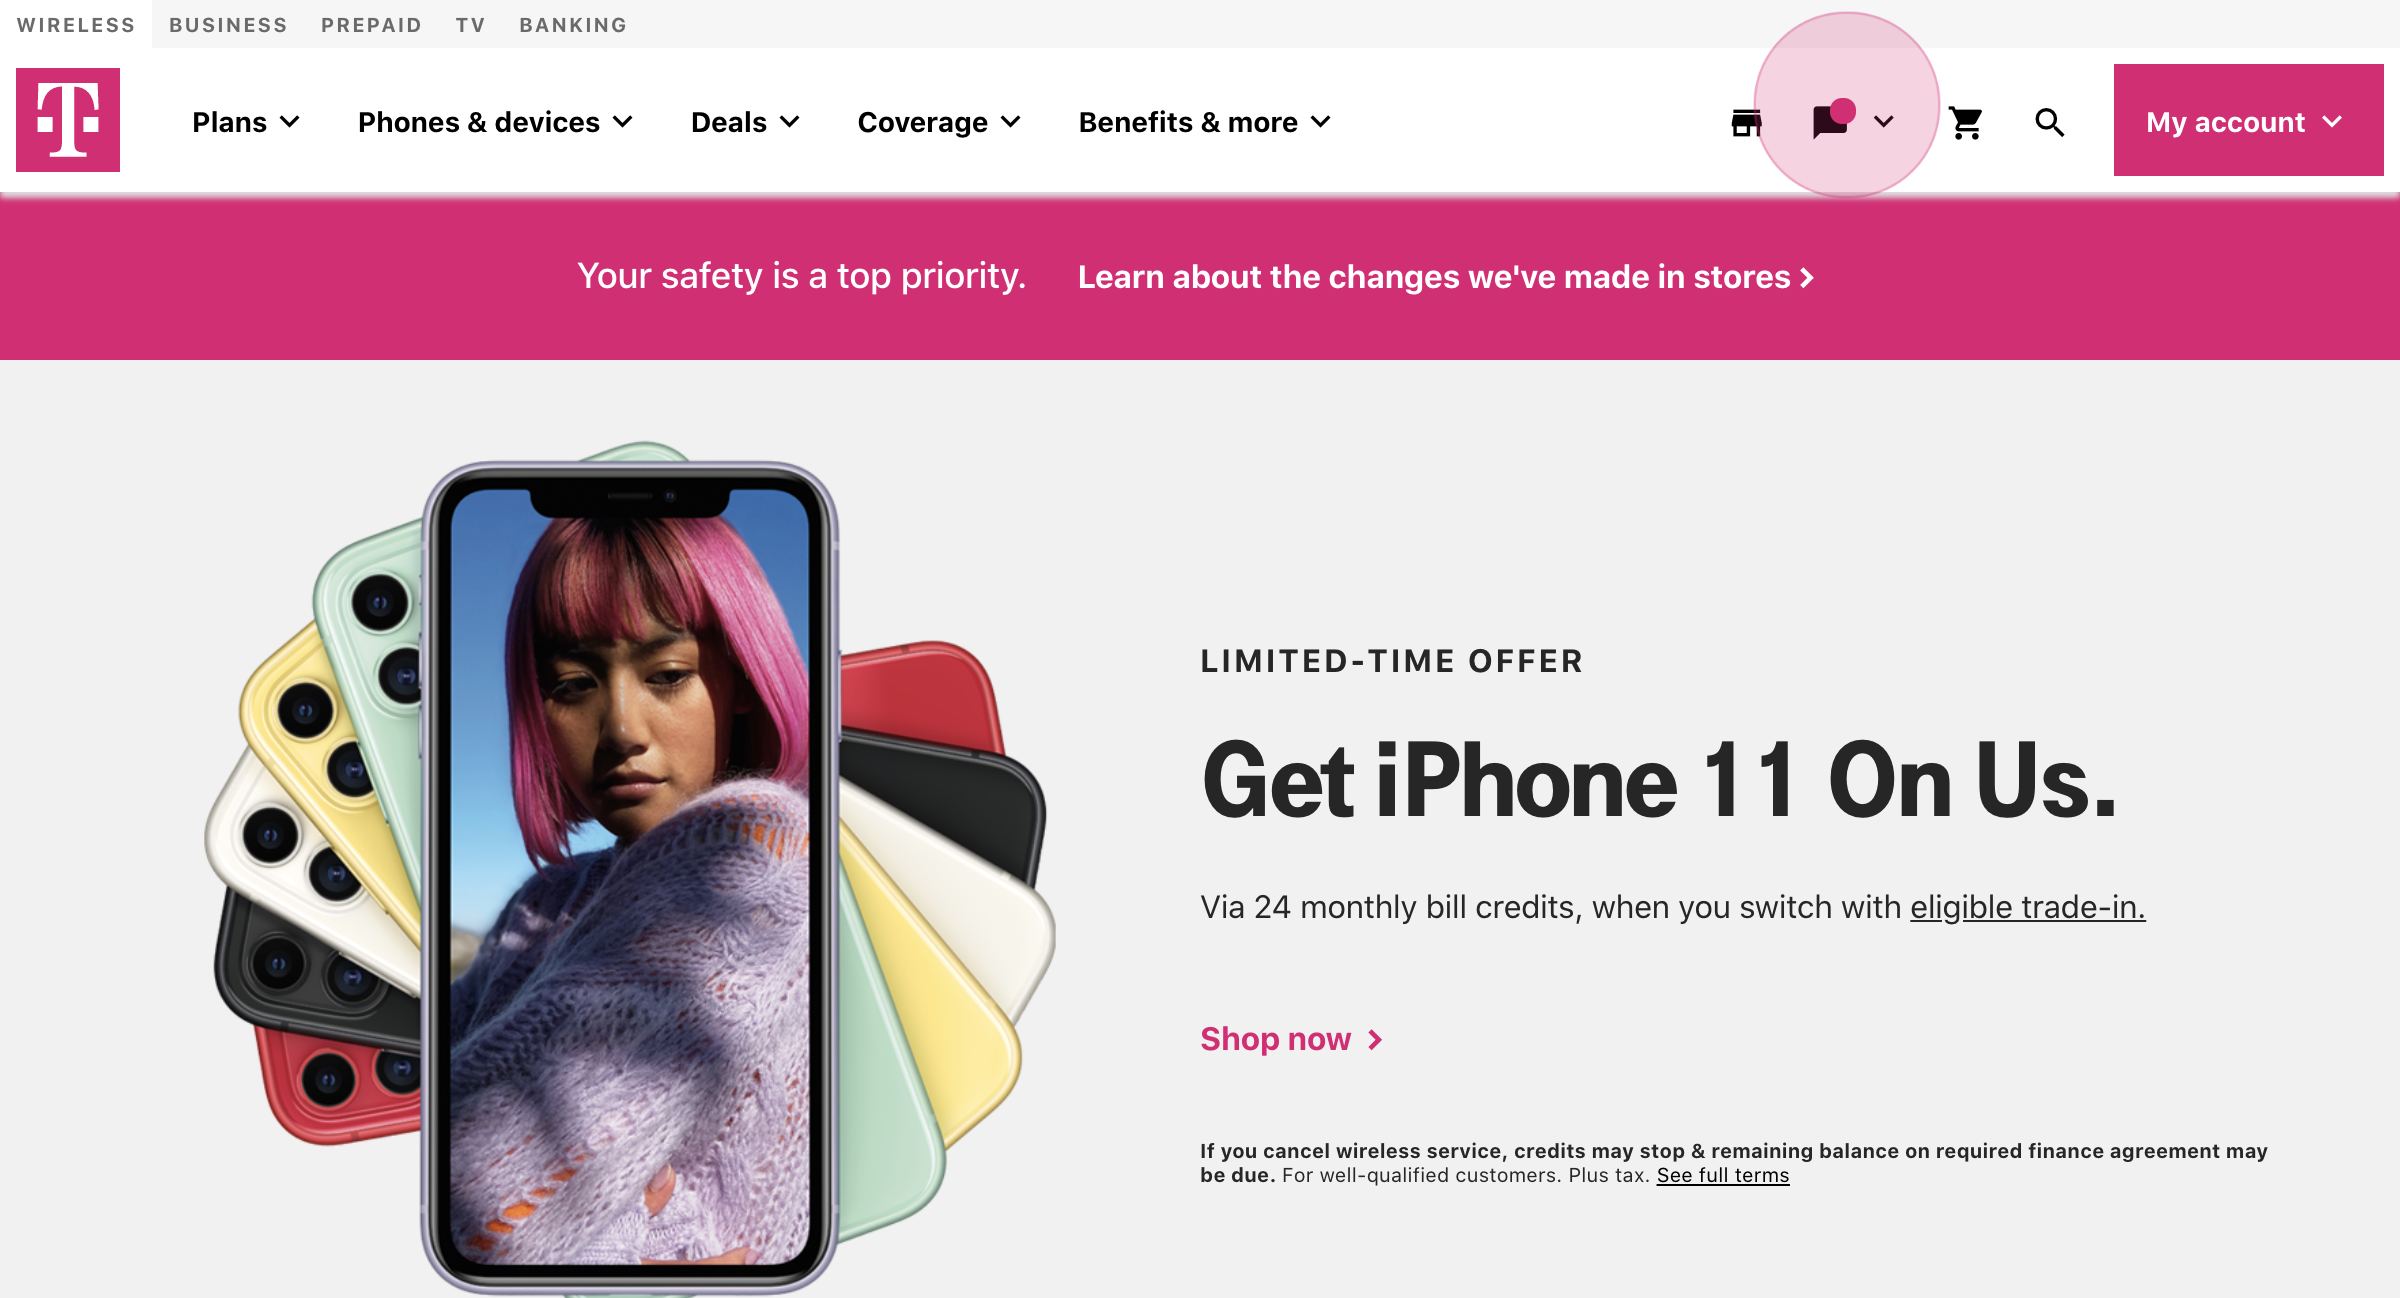 WIRELESS BUSINESS PREPAID TV BANKING
T Plans Phones & devices Deals Coverage Benefits & more My account
Your safety is a top priority. Learn about the changes we've made in stores
LIMITED-TIME OFFER
Get iPhone 11 On Us.
Via 24 monthly bill credits, when you switch with eligible trade-in.
Shop now
If you cancel wireless service, credits may stop & remaining balance on required finance agreement may
be due. For well-qualified customers. Plus tax. See full terms